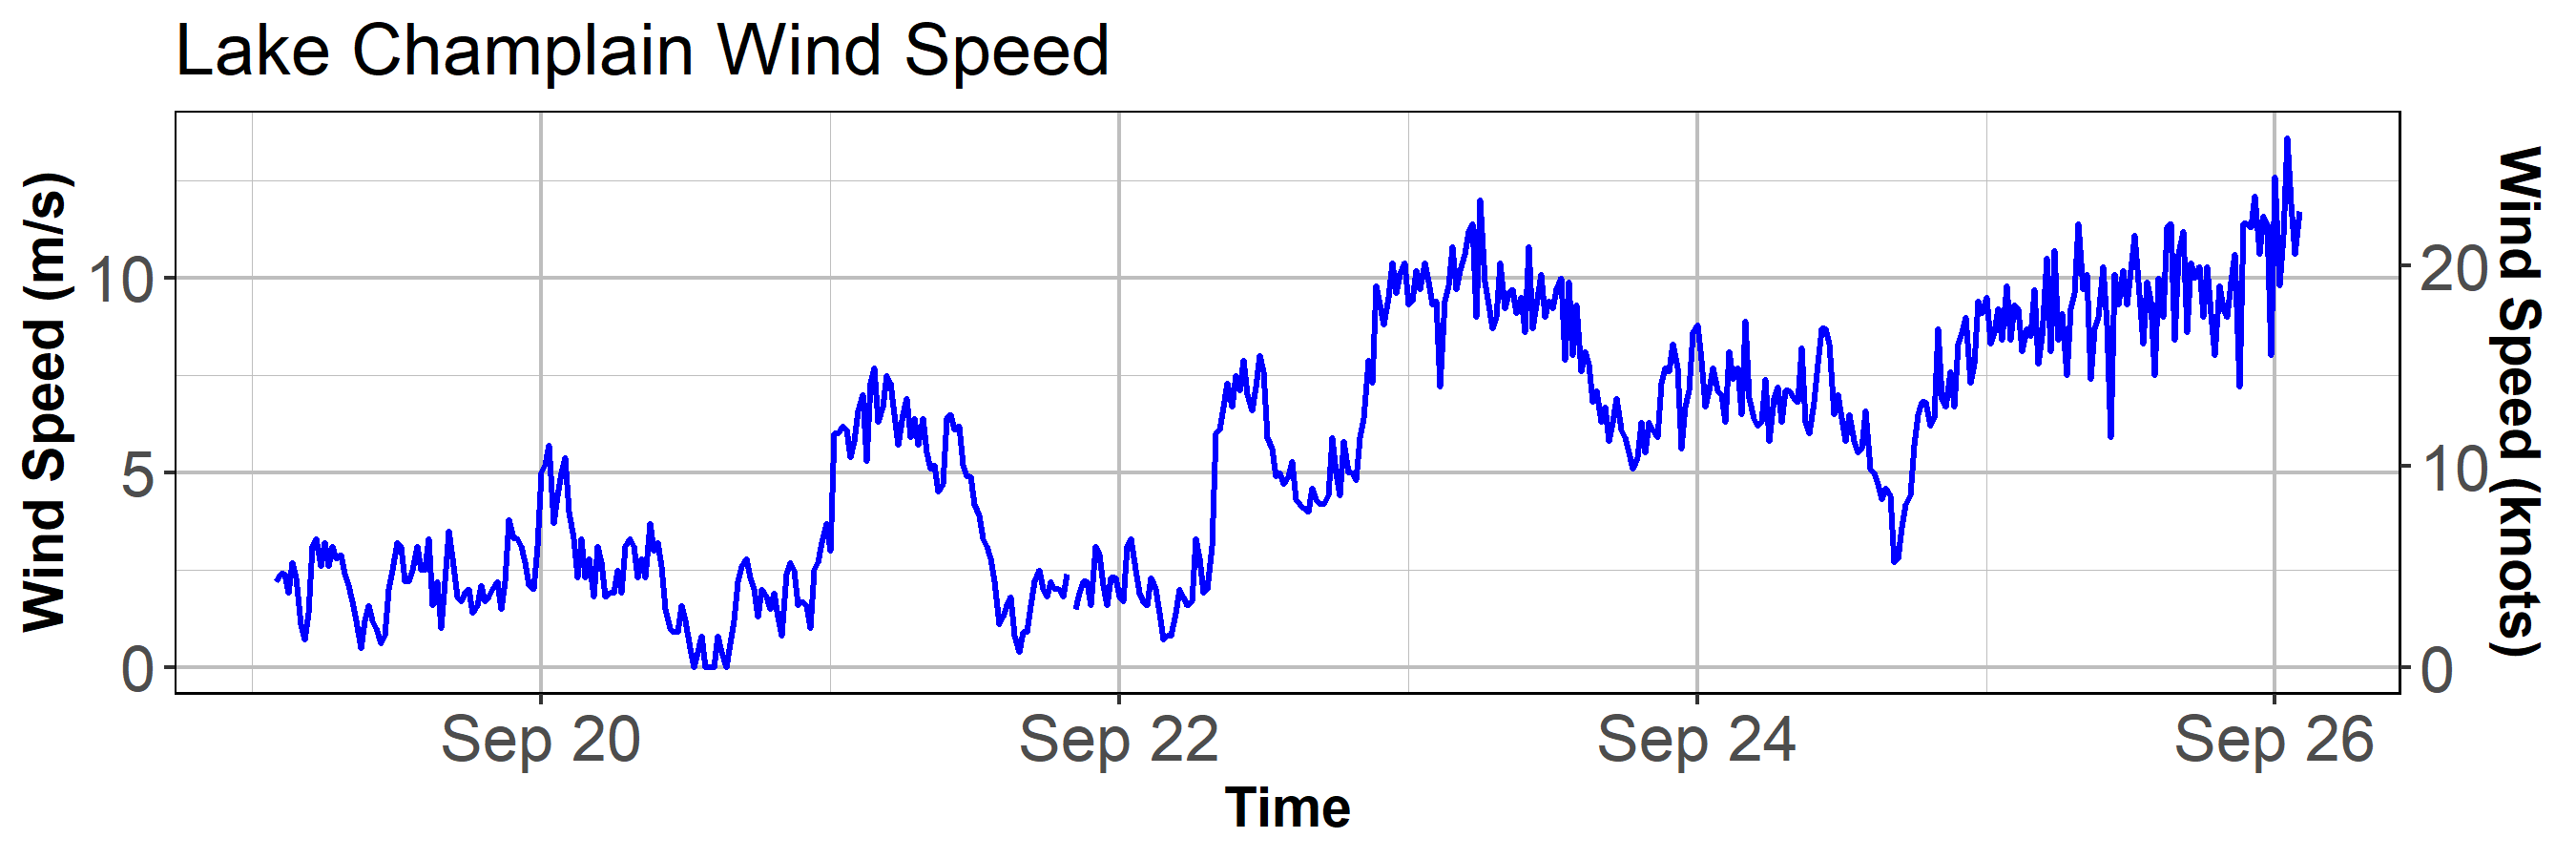 Lake Champlain Wind Speed
Wind Speed (m/s)
10
5
0
20
10
0
Wind Speed (knots)
Sep 20
Sep 22
Sep 24
Sep 26
Time